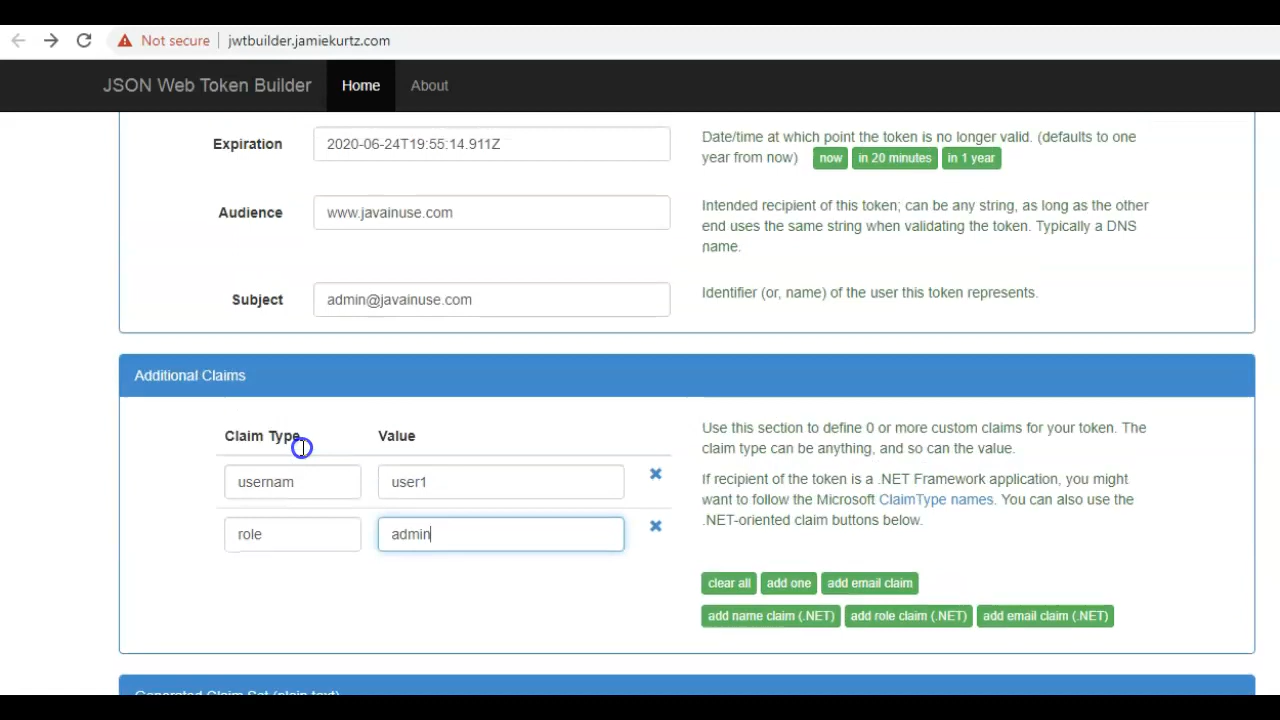 Not secure jwtbuilder.jamiekurtz.com
JSON Web Token Builder Home About
Expiration 2020-06-24T19:55:14.911Z Date/time at which point the token is no longer valid. (defaults to one
year from now) now in 20 minutes in 1 year
Audience www.javainuse.com Intended recipient of this token; can be any string, as long as the other
end uses the same string when validating the token. Typically a DNS
name.
Subject admin@javainuse.com Identifier (or, name) of the user this token represents.
Additional Claims
Claim Type Value Use this section to define 0 or more custom claims for your token. The
claim type can be anything, and so can the value.
usernam user1 If recipient of the token is a .NET Framework application, you might
want to follow the Microsoft ClaimType names. You can also use the
.NET-oriented claim buttons below.
role admin
clear all add one add email claim
add name claim (.NET) add role claim (.NET) add email claim (.NET)
Generated Claim Set (plain text)